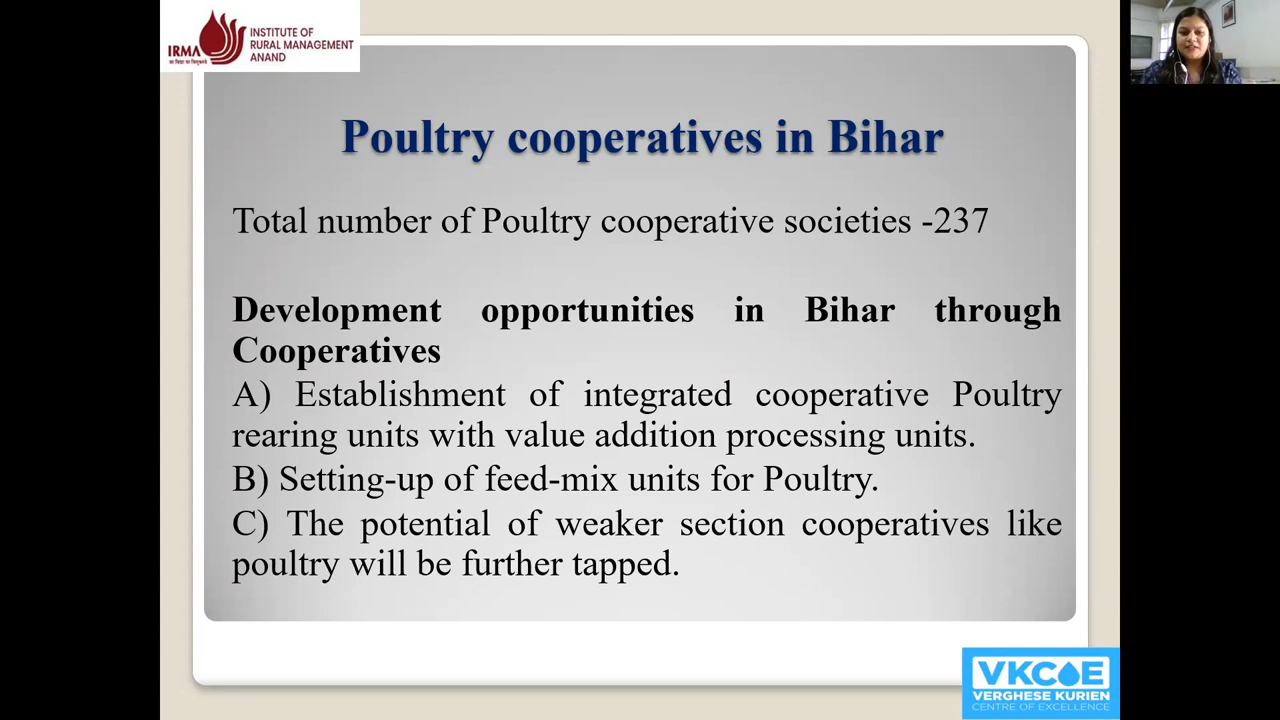 IRMA
INSTITUTE OF
RURAL MANAGEMENT
ANAND
Poultry cooperatives in Bihar
Total number of Poultry cooperative societies -237
Development opportunities in Bihar through
Cooperatives
A) Establishment of integrated cooperative Poultry
rearing units with value addition processing units.
B) Setting-up of feed-mix units for Poultry.
C) The potential of weaker section cooperatives like
poultry will be further tapped.
VKCOE
VERGHESE KURIEN
CENTRE OF EXCELLENCE